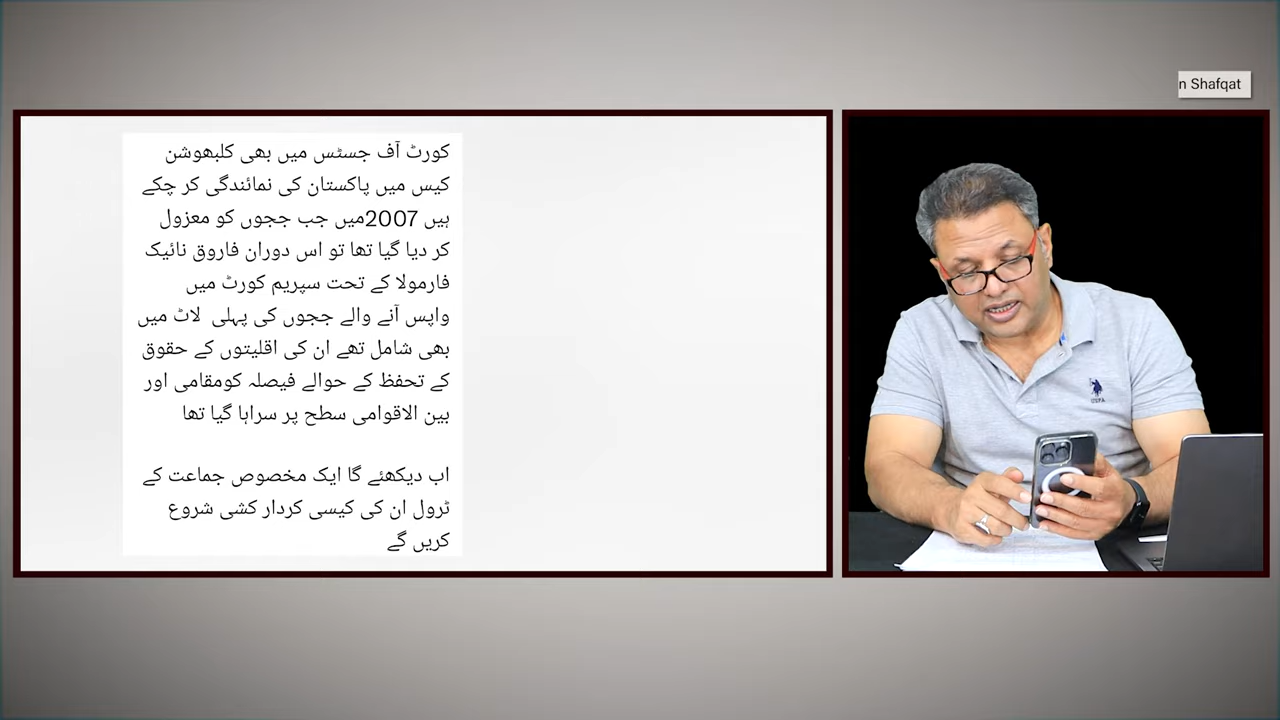 n Shafqat
کورٹ آف جسٹس میں بھی کلبھوشن
کیس میں پاکستان کی نمائندگی کر چکے
ہیں 2007میں جب ججوں کو معزول
کر دیا گیا تھا تو اس دوران فاروق نائیک
فارمولا کے تحت سپریم کورٹ میں
واپس آنے والے ججوں کی پہلی لاٹ میں
بھی شامل تھے ان کی اقلیتوں کے حقوق
کے تحفظ کے حوالے فیصلہ کومقامی اور
بین الاقوامی سطح پر سراہا گیا تھا
اب دیکھئے گا ایک مخصوص جماعت کے
ٹرول ان کی کیسی کردار کشی شروع
کریں گے
USPA